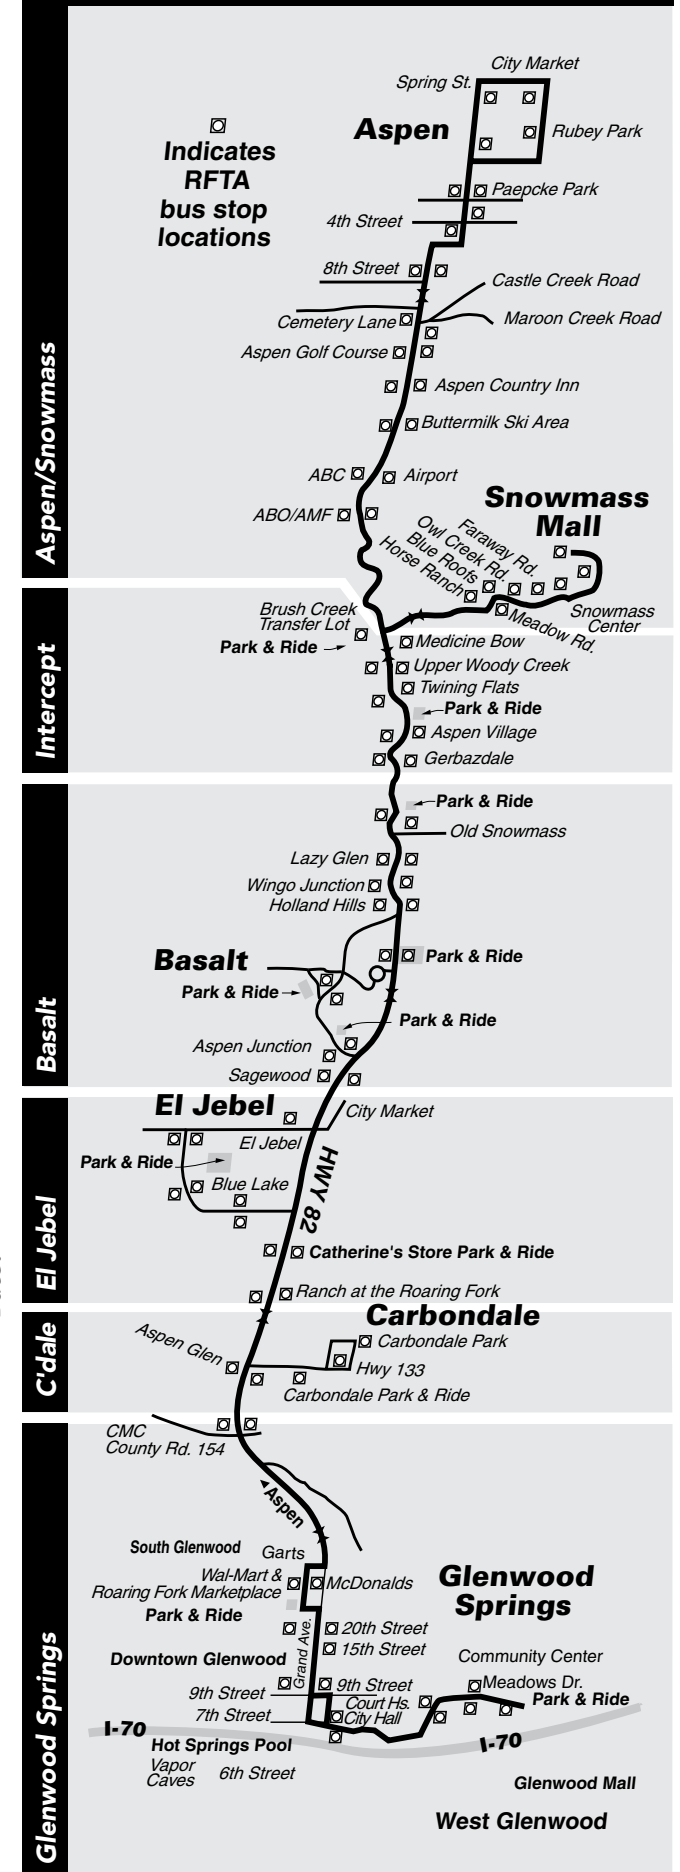 City Market
Spring St.
Aspen
Rubey Park
Indicates
RFTA
bus stop
locations
Paepcke Park
4th Street
8th Street
Castle Creek Road
Cemetery Lane
Maroon Creek Road
Aspen Golf Course
Aspen Country Inn
Buttermilk Ski Area
ABC
Airport
ABO/AMF
Aspen/Snowmass
Snowmass
Mall
Faraway Rd.
Owl Creek Rd.
Blue Roofs
Horse Ranch
Meadow Rd.
Snowmass
Center
Brush Creek
Transfer Lot
Park & Ride
Intercept
Medicine Bow
Upper Woody Creek
Twining Flats
Park & Ride
Aspen Village
Gerbazdale
Park & Ride
Old Snowmass
Lazy Glen
Wingo Junction
Holland Hills
Basalt
Park & Ride
Park & Ride
Park & Ride
Aspen Junction
Sagewood
Basalt
El Jebel
City Market
El Jebel
Park & Ride
Blue Lake
HWY 82
Catherine's Store Park & Ride
Ranch at the Roaring Fork
El Jebel
Carbondale
Aspen Glen
Carbondale Park
Hwy 133
Carbondale Park & Ride
C'dale
CMC
County Rd. 154
Aspen
South Glenwood
Garts
Wal-Mart &
Roaring Fork Marketplace
McDonalds
Park & Ride
Glenwood
Springs
Grand Ave.
20th Street
15th Street
Downtown Glenwood
Community Center
Meadows Dr.
Park & Ride
9th Street
9th Street
Court Hs.
City Hall
7th Street
I-70
I-70
Hot Springs Pool
Vapor
Caves
6th Street
Glenwood Mall
West Glenwood
Glenwood Springs